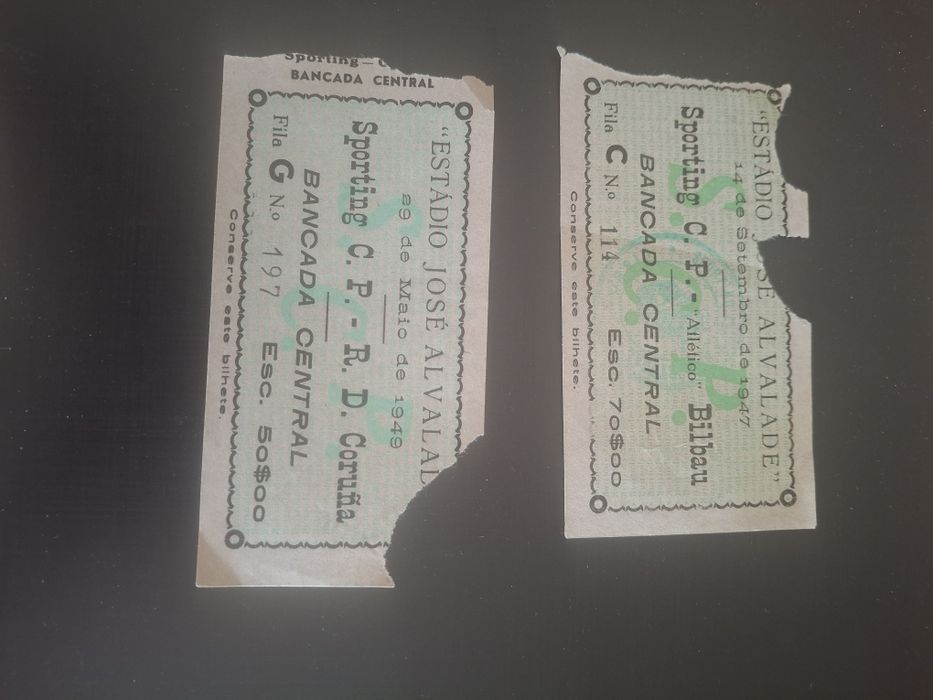 Sporting —
BANCADA CENTRAL
"ESTÁDIO JOSÉ ALVALAD
29 de Maio de 1949
Sporting C. P. - R. D. Coruña
BANCADA CENTRAL
Fila G N.º 197 ESC. 50$00
Conserve este bilhete.
S. C. P.
"ESTÁDIO JOSÉ ALVALADE"
14 de Setembro de 1947
Sporting C. P. - "Atlético" Bilbau
BANCADA CENTRAL
Fila C N.º 114 ESC. 70$00
Conserve este bilhete.
S. C. P.